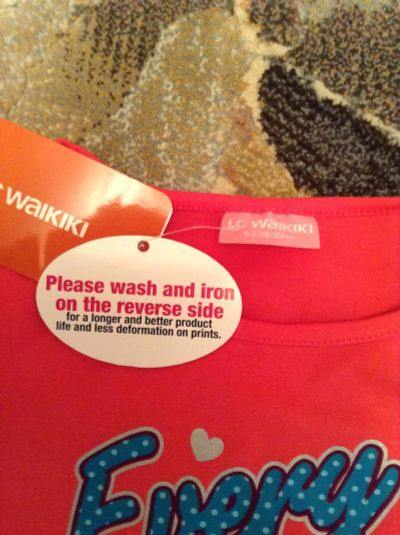 LC WAIKIKI
WAIKIKI
Please wash and iron
on the reverse side
for a longer and better product
life and less deformation on prints.
Every